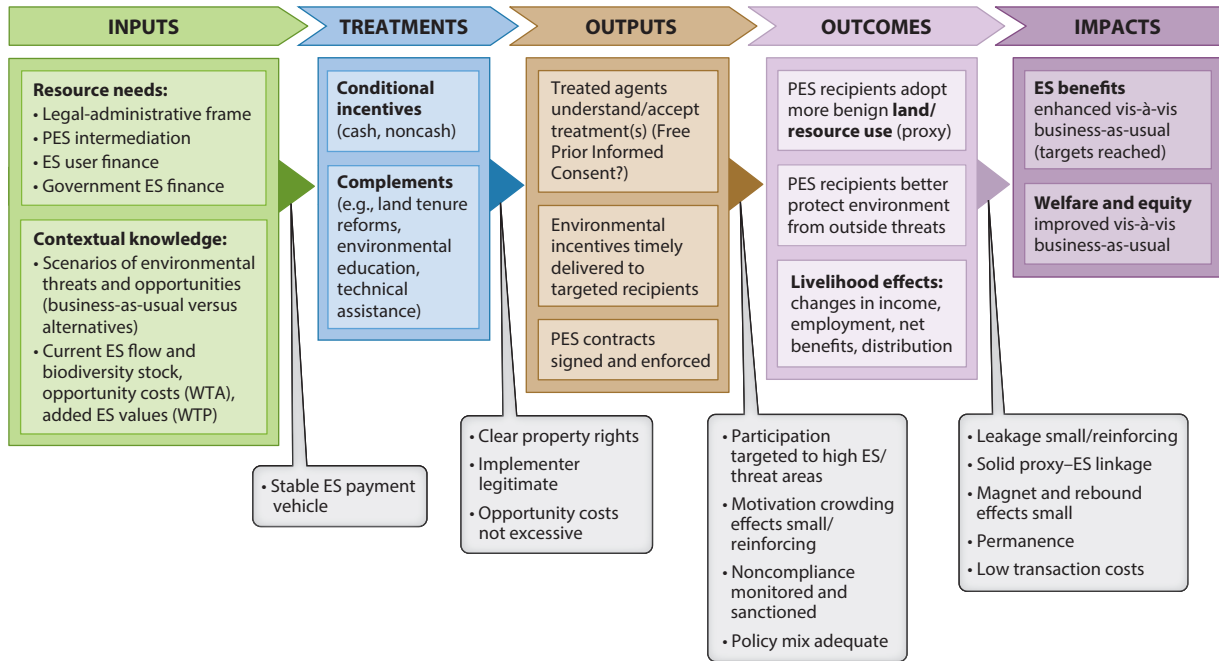 INPUTS
TREATMENTS
OUTPUTS
OUTCOMES
IMPACTS
Resource needs:
• Legal-administrative frame
• PES intermediation
• ES user finance
• Government ES finance
Contextual knowledge:
• Scenarios of environmental
threats and opportunities
(business-as-usual versus
alternatives)
• Current ES flow and
biodiversity stock,
opportunity costs (WTA),
added ES values (WTP)
Conditional
incentives
(cash, noncash)
Complements
(e.g., land tenure
reforms,
environmental
education,
technical
assistance)
Treated agents
understand/accept
treatment(s) (Free
Prior Informed
Consent?)
Environmental
incentives timely
delivered to
targeted recipients
PES contracts
signed and enforced
PES recipients adopt
more benign land/
resource use (proxy)
PES recipients better
protect environment
from outside threats
Livelihood effects:
changes in income,
employment, net
benefits, distribution
ES benefits
enhanced vis-à-vis
business-as-usual
(targets reached)
Welfare and equity
improved vis-à-vis
business-as-usual
• Stable ES payment
vehicle
• Clear property rights
• Implementer
legitimate
• Opportunity costs
not excessive
• Participation
targeted to high ES/
threat areas
• Motivation crowding
effects small/
reinforcing
• Noncompliance
monitored and
sanctioned
• Policy mix adequate
• Leakage small/reinforcing
• Solid proxy–ES linkage
• Magnet and rebound
effects small
• Permanence
• Low transaction costs